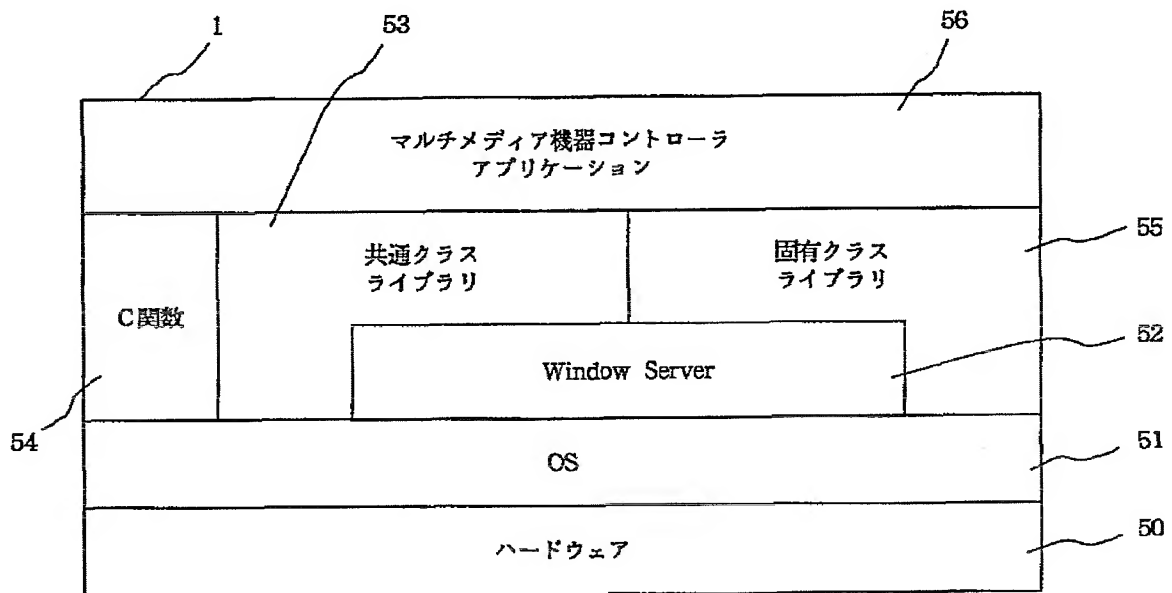 1
53
56
マルチメディア機器コントローラ
アプリケーション
55
共通クラス
ライブラリ
固有クラス
ライブラリ
C関数
52
Window Server
54
51
OS
50
ハードウェア